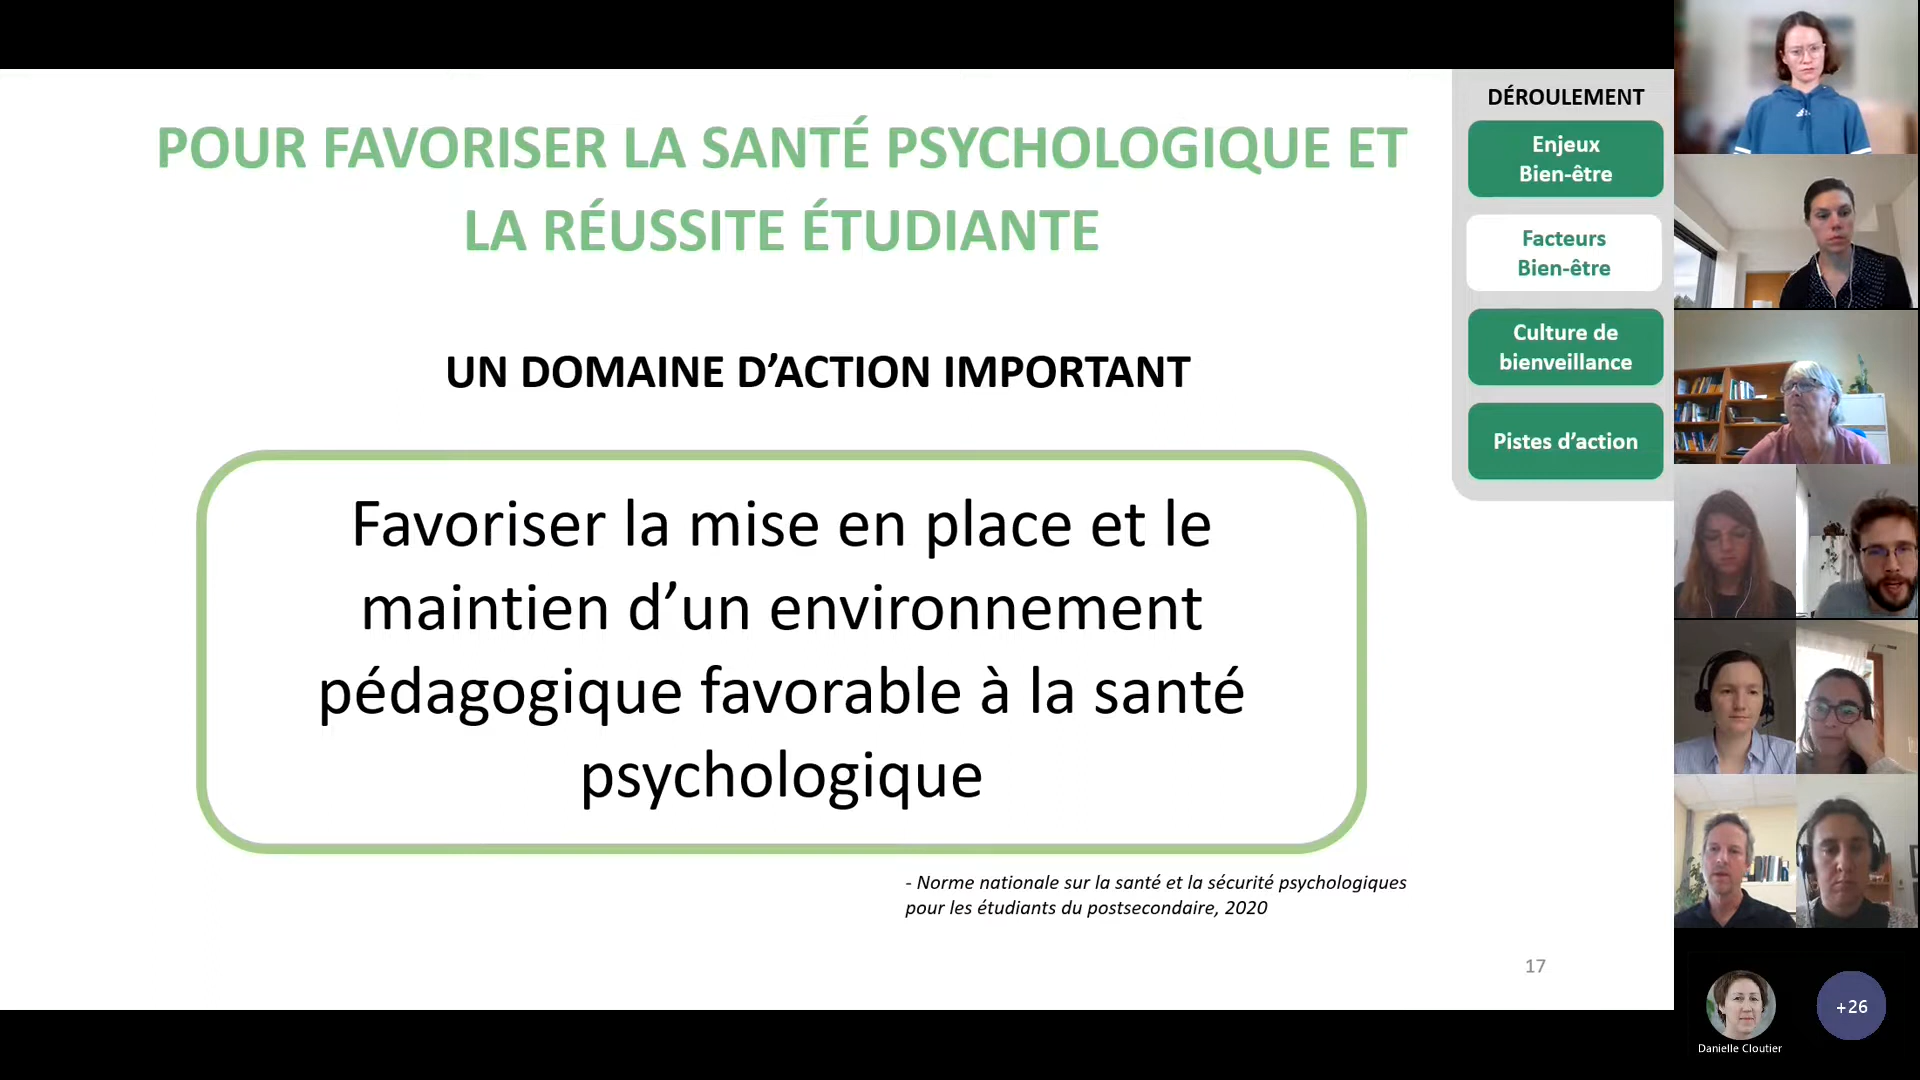 POUR FAVORISER LA SANTÉ PSYCHOLOGIQUE ET
LA RÉUSSITE ÉTUDIANTE
UN DOMAINE D’ACTION IMPORTANT
Favoriser la mise en place et le
maintien d’un environnement
pédagogique favorable à la santé
psychologique
- Norme nationale sur la santé et la sécurité psychologiques
pour les étudiants du postsecondaire, 2020
17
DÉROULEMENT
Enjeux
Bien-être
Facteurs
Bien-être
Culture de
bienveillance
Pistes d’action
+26
Danielle Cloutier